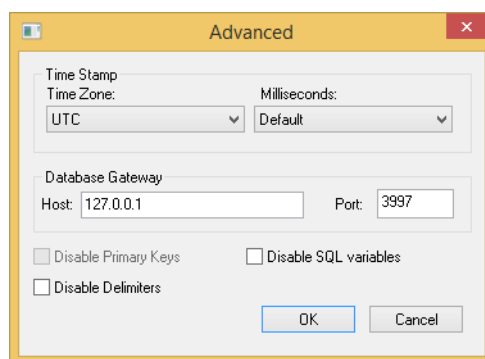 Advanced
Time Stamp
Time Zone: Milliseconds:
UTC Default
Database Gateway
Host: 127.0.0.1 Port: 3997
Disable Primary Keys Disable SQL variables
Disable Delimiters
OK Cancel